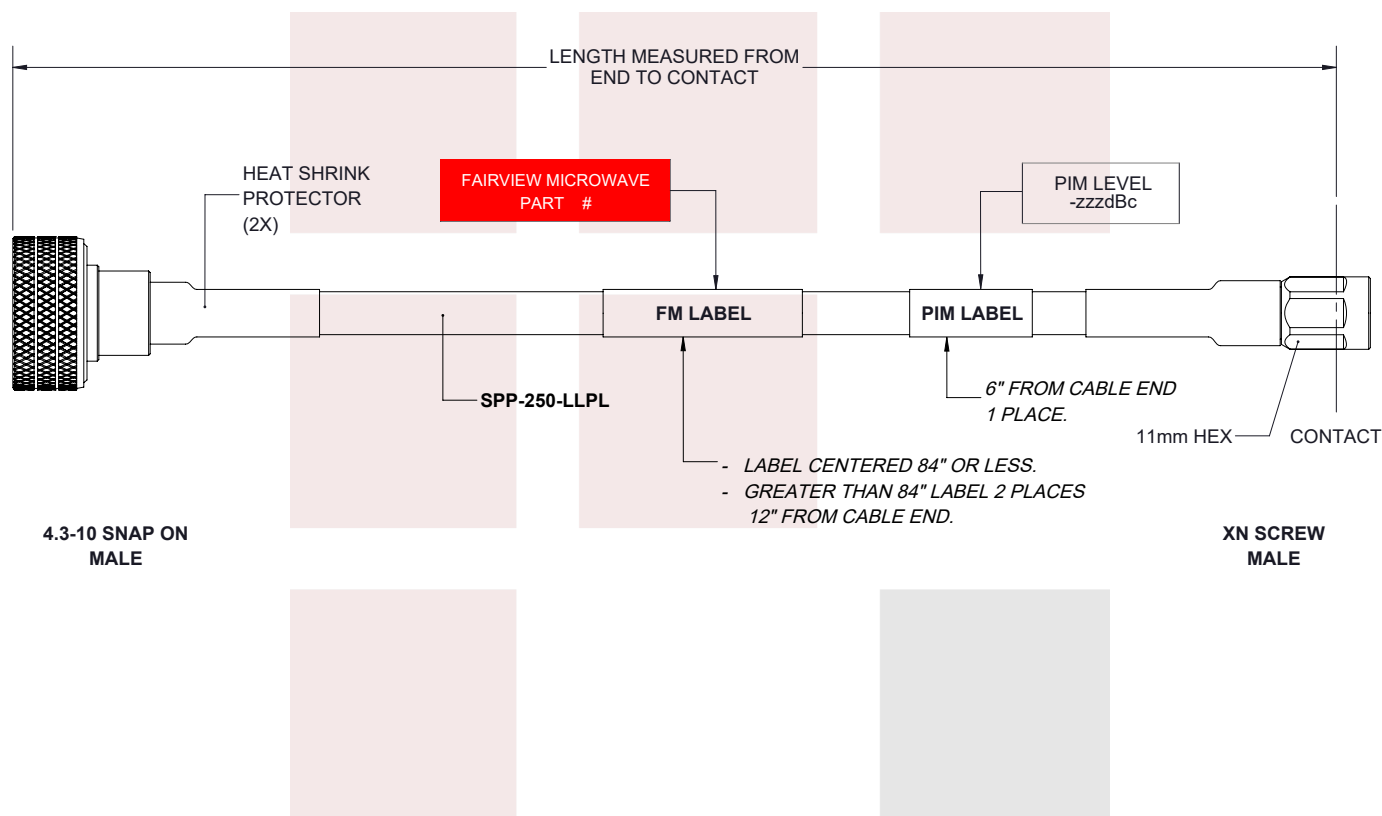 LENGTH MEASURED FROM
END TO CONTACT
HEAT SHRINK
PROTECTOR
(2X)
FAIRVIEW MICROWAVE
PART #
PIM LEVEL
-zzzdBc
FM LABEL
PIM LABEL
SPP-250-LLPL
6" FROM CABLE END
1 PLACE.
11mm HEX
CONTACT
- LABEL CENTERED 84" OR LESS.
- GREATER THAN 84" LABEL 2 PLACES
12" FROM CABLE END.
4.3-10 SNAP ON
MALE
XN SCREW
MALE